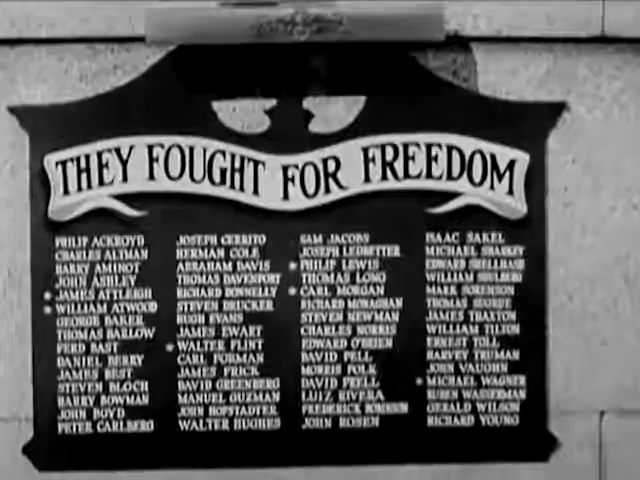 THEY FOUGHT FOR FREEDOM
PHILIP ACKROYD
CHARLES ALTMAN
BARRY AMINOT
JOHN ASHLEY
* JAMES ATTLEIGH
* WILLIAM ATWOOD
GEORGE BAKER
THOMAS BARLOW
FERD BAST
DANIEL BERRY
JAMES BEST
STEVEN BLOCH
HARRY BOWMAN
JOHN BOYD
PETER CARLBERG
JOSEPH CERRITO
HERMAN COLE
ABRAHAM DAVIS
THOMAS DAVENPORT
RICHARD DONNELLY
STEVEN DRUCKER
HUGH EVANS
JAMES EWART
* WALTER FLINT
CARL FORMAN
JAMES FRICK
DAVID GREENBERG
MANUEL GUZMAN
JOHN HOFSTADTER
WALTER HUGHES
SAM JACOBS
JOSEPH LEDBETTER
* PHILIP LEWIS
THOMAS LONG
* CARL MORGAN
RICHARD MONAGHAN
STEVEN NEWMAN
CHARLES NORRIS
EDWARD O'BRIEN
DAVID PELL
MORRIS POLK
DAVID PRELL
LUIZ RIVERA
FREDERICK ROBINSON
JOHN ROSEN
ISAAC SAKEL
MICHAEL SHARKEY
EDWARD SHELLBASE
WILLIAM
MARK SORENSON
THOMAS GEORGE
JAMES THAXTON
WILLIAM TILTON
ERNEST TOLL
HARVEY TRUMAN
JOHN VAUGHN
* MICHAEL WAGNER
RUBEN WASSERMAN
GERALD WILSON
RICHARD YOUNG